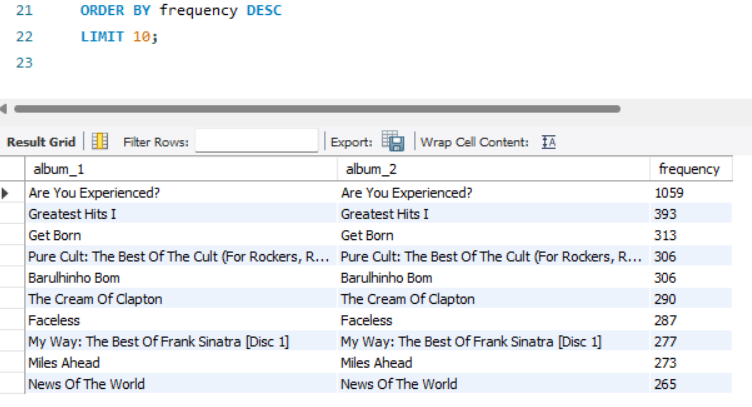 21 ORDER BY frequency DESC
22 LIMIT 10;
23
Result Grid Filter Rows: Export: Wrap Cell Content: IA
album_1 album_2 frequency
Are You Experienced? Are You Experienced? 1059
Greatest Hits I Greatest Hits I 393
Get Born Get Born 313
Pure Cult: The Best Of The Cult (For Rockers, R... Pure Cult: The Best Of The Cult (For Rockers, R... 306
Barulhinho Bom Barulhinho Bom 306
The Cream Of Clapton The Cream Of Clapton 290
Faceless Faceless 287
My Way: The Best Of Frank Sinatra [Disc 1] My Way: The Best Of Frank Sinatra [Disc 1] 277
Miles Ahead Miles Ahead 273
News Of The World News Of The World 265